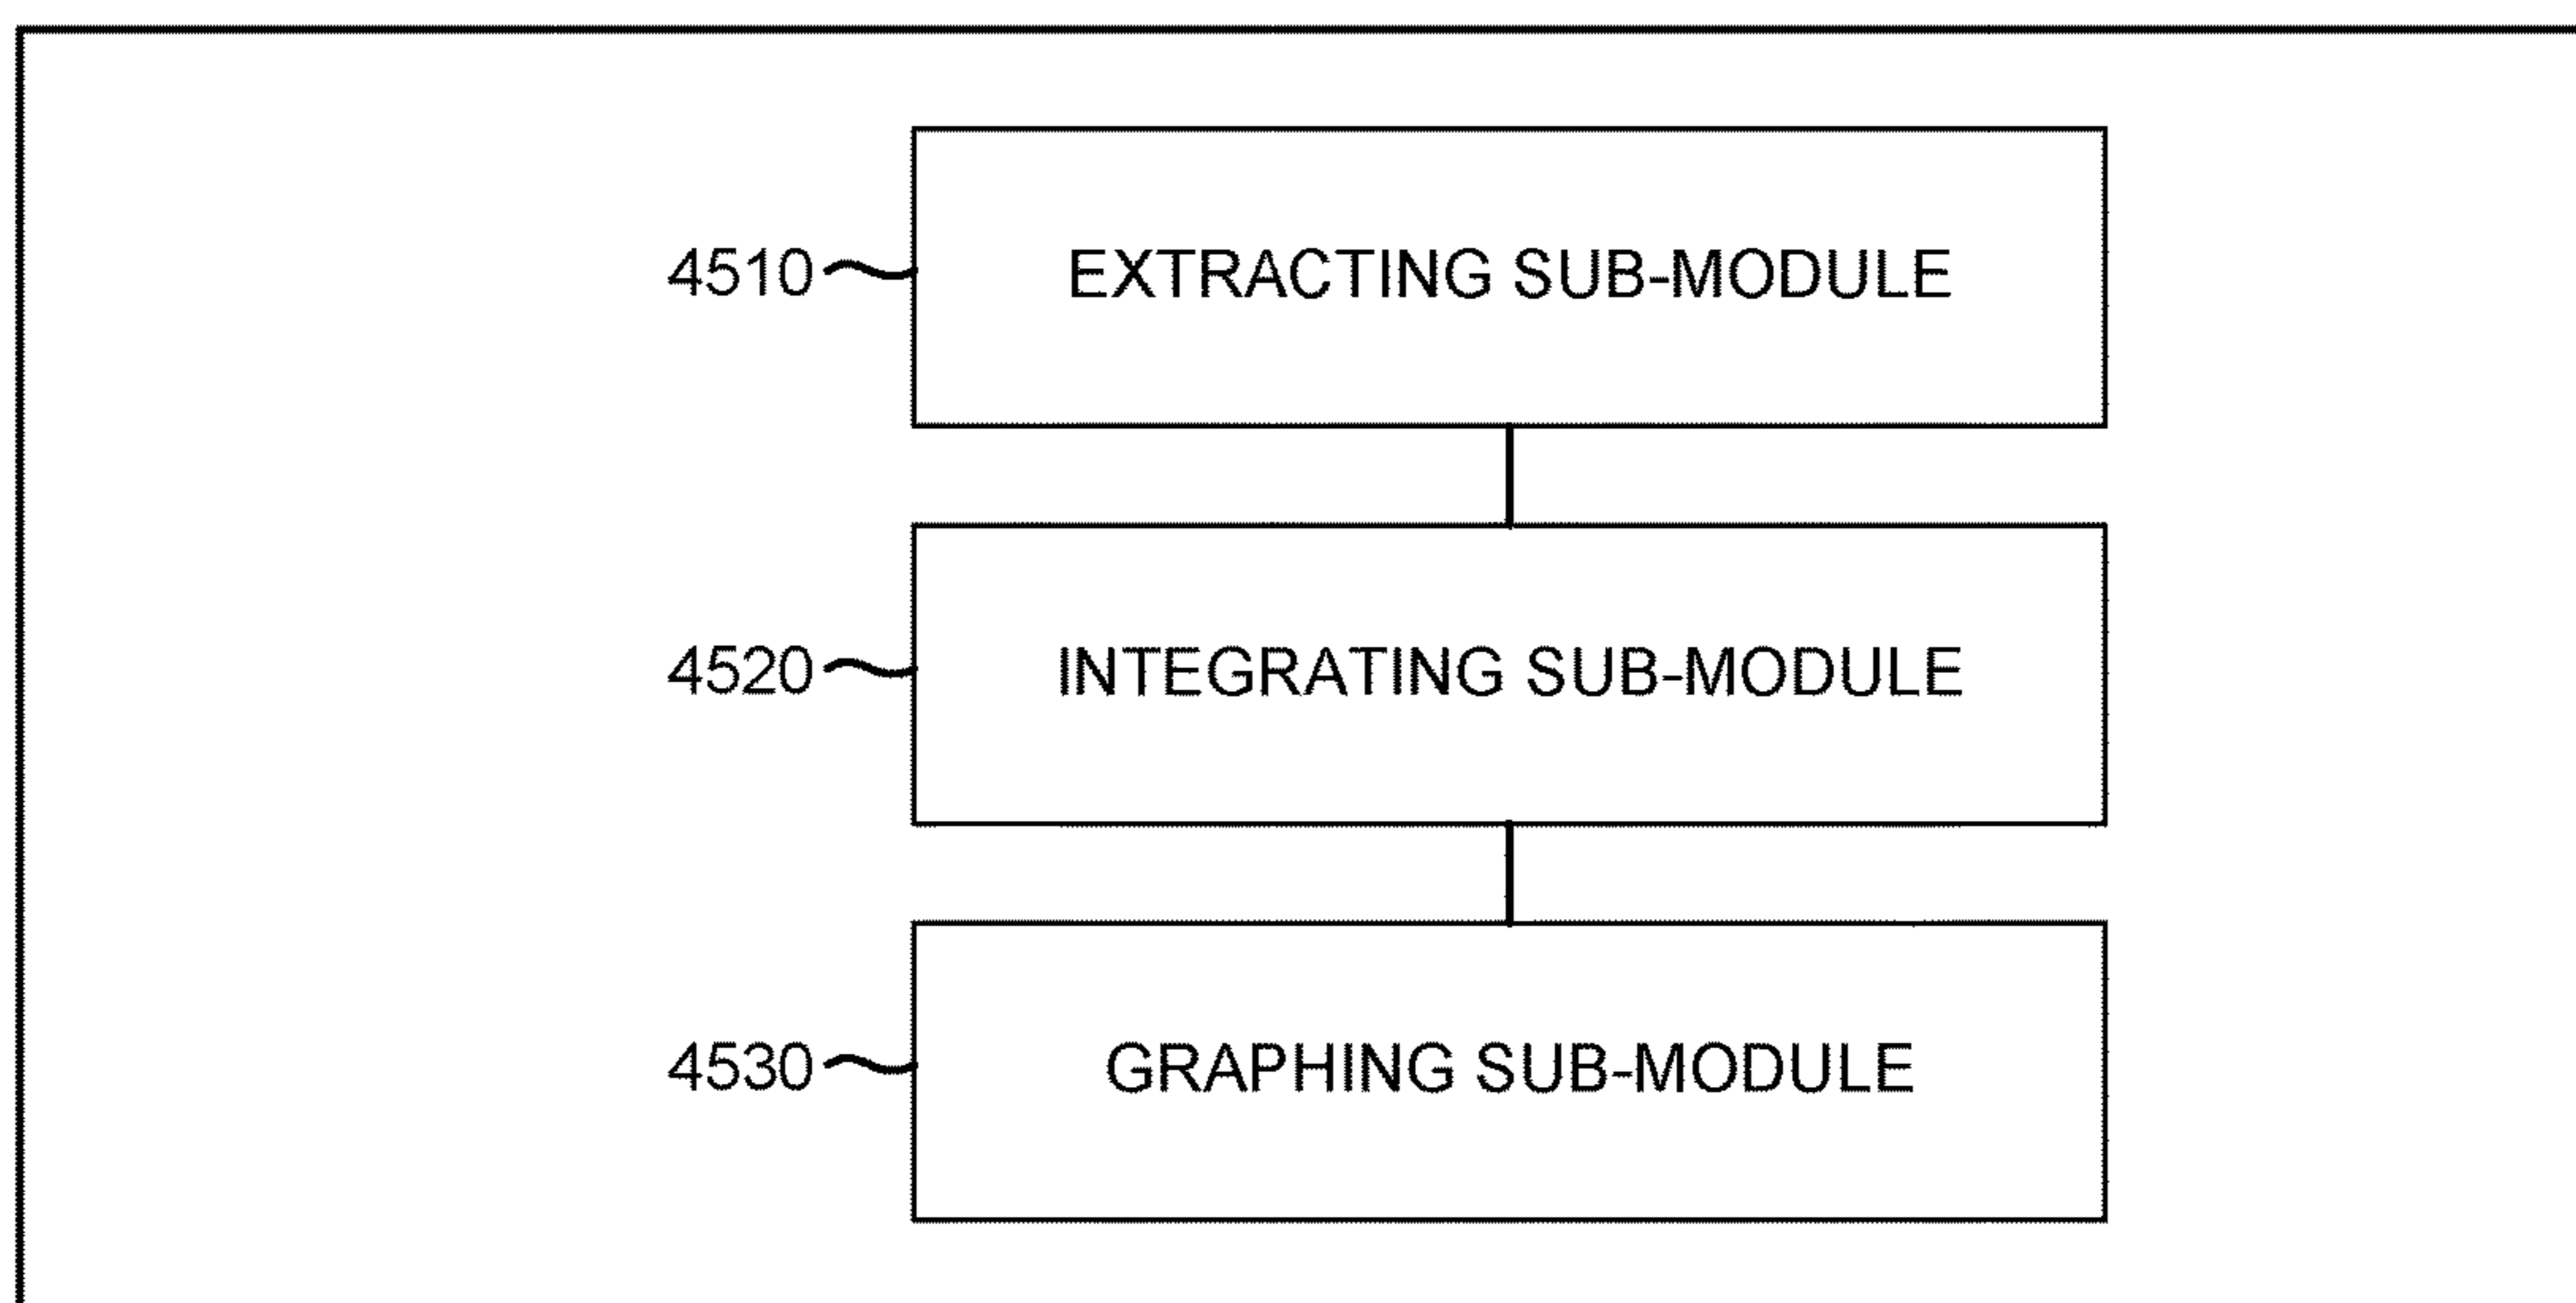 4510 EXTRACTING SUB-MODULE
4520 INTEGRATING SUB-MODULE
4530 GRAPHING SUB-MODULE